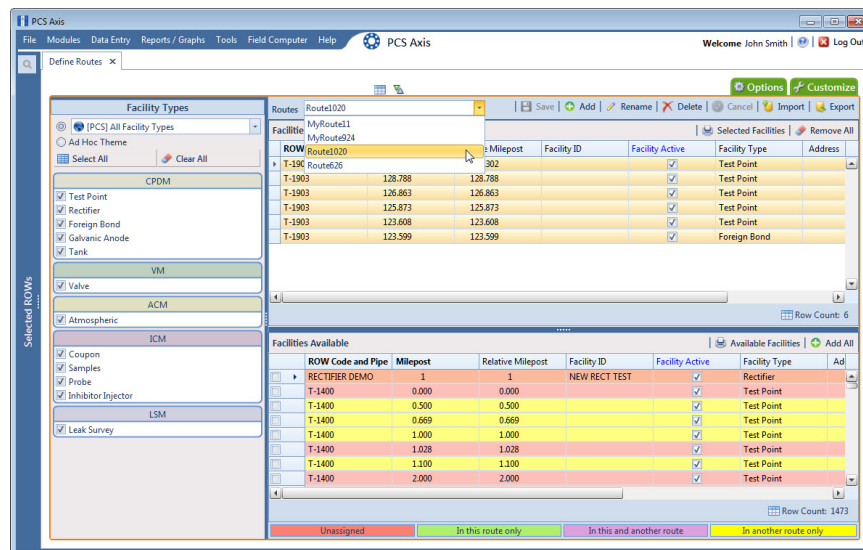 PCS Axis
File Modules Data Entry Reports / Graphs Tools Field Computer Help PCS Axis Welcome John Smith | Log Out
Define Routes ×
Options Customize
Facility Types
[PCS] All Facility Types
Ad Hoc Theme
Select All Clear All
CPDM
Test Point
Rectifier
Foreign Bond
Galvanic Anode
Tank
VM
Valve
ACM
Atmospheric
ICM
Coupon
Samples
Probe
Inhibitor Injector
LSM
Leak Survey
Selected ROWs
Routes Route1020 Save | Add | Rename | Delete | Cancel | Import | Export
MyRoute11
MyRoute924
Route1020
Route626
Facilitie | Selected Facilities | Remove All
ROW e Milepost Facility ID Facility Active Facility Type Address
T-190 302 Test Point
T-1903 128.788 128.788 Test Point
T-1903 126.863 126.863 Test Point
T-1903 125.873 125.873 Test Point
T-1903 123.608 123.608 Test Point
T-1903 123.599 123.599 Foreign Bond
Row Count: 6
Facilities Available | Available Facilities | Add All
ROW Code and Pipe Milepost Relative Milepost Facility ID Facility Active Facility Type Ad
RECTIFIER DEMO 1 1 NEW RECT TEST Rectifier
T-1400 0.000 0.000 Test Point
T-1400 0.500 0.500 Test Point
T-1400 0.669 0.669 Test Point
T-1400 1.000 1.000 Test Point
T-1400 1.028 1.028 Test Point
T-1400 1.100 1.100 Test Point
T-1400 2.000 2.000 Test Point
Row Count: 1473
Unassigned In this route only In this and another route In another route only